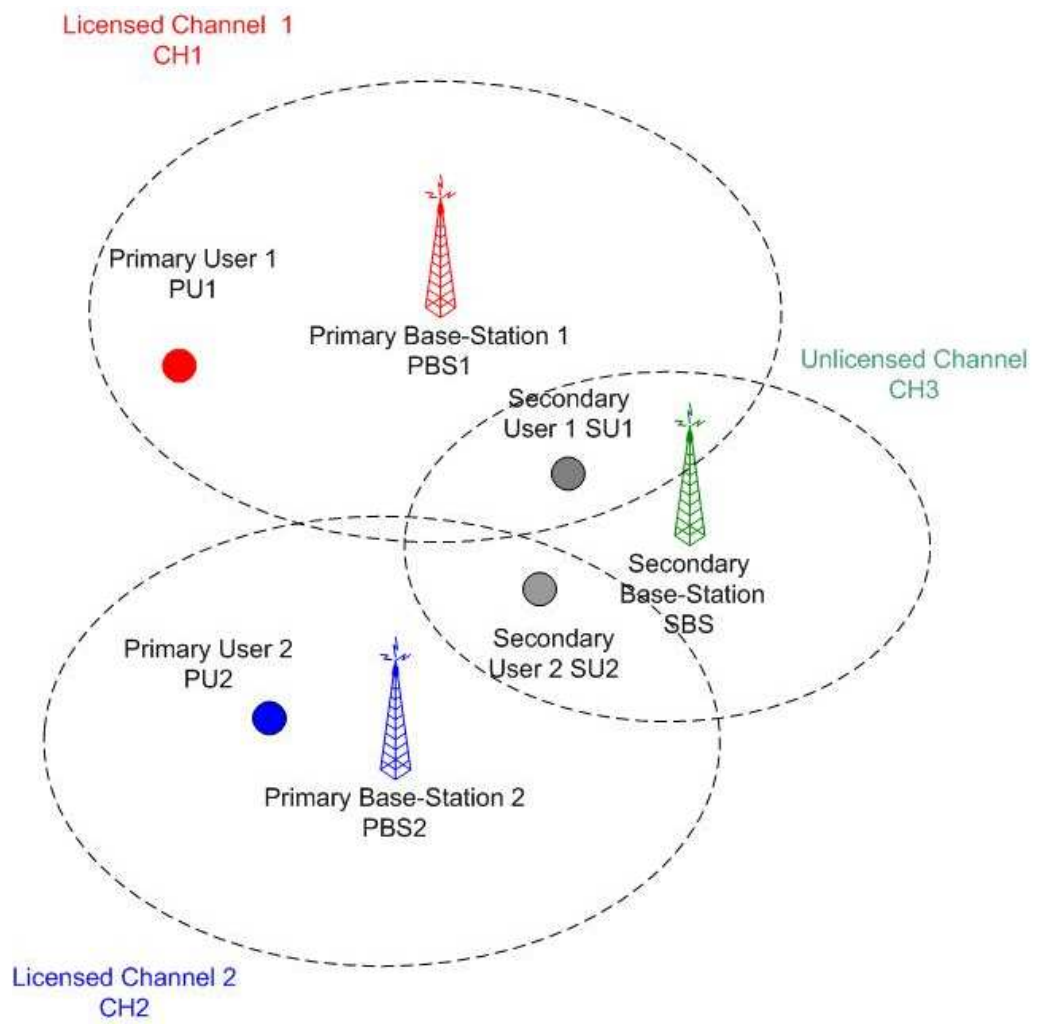 Licensed Channel 1
CH1
Primary User 1
PU1
Primary Base-Station 1
PBS1
Unlicensed Channel
CH3
Secondary
User 1 SU1
Secondary
Base-Station
SBS
Secondary
User 2 SU2
Primary User 2
PU2
Primary Base-Station 2
PBS2
Licensed Channel 2
CH2